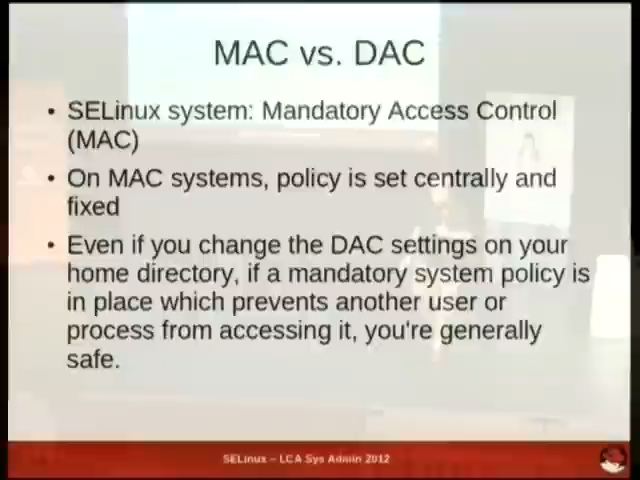 MAC vs. DAC
• SELinux system: Mandatory Access Control
(MAC)
• On MAC systems, policy is set centrally and
fixed
• Even if you change the DAC settings on your
home directory, if a mandatory system policy is
in place which prevents another user or
process from accessing it, you're generally
safe.
SELinux – LCA Sys Admin 2012